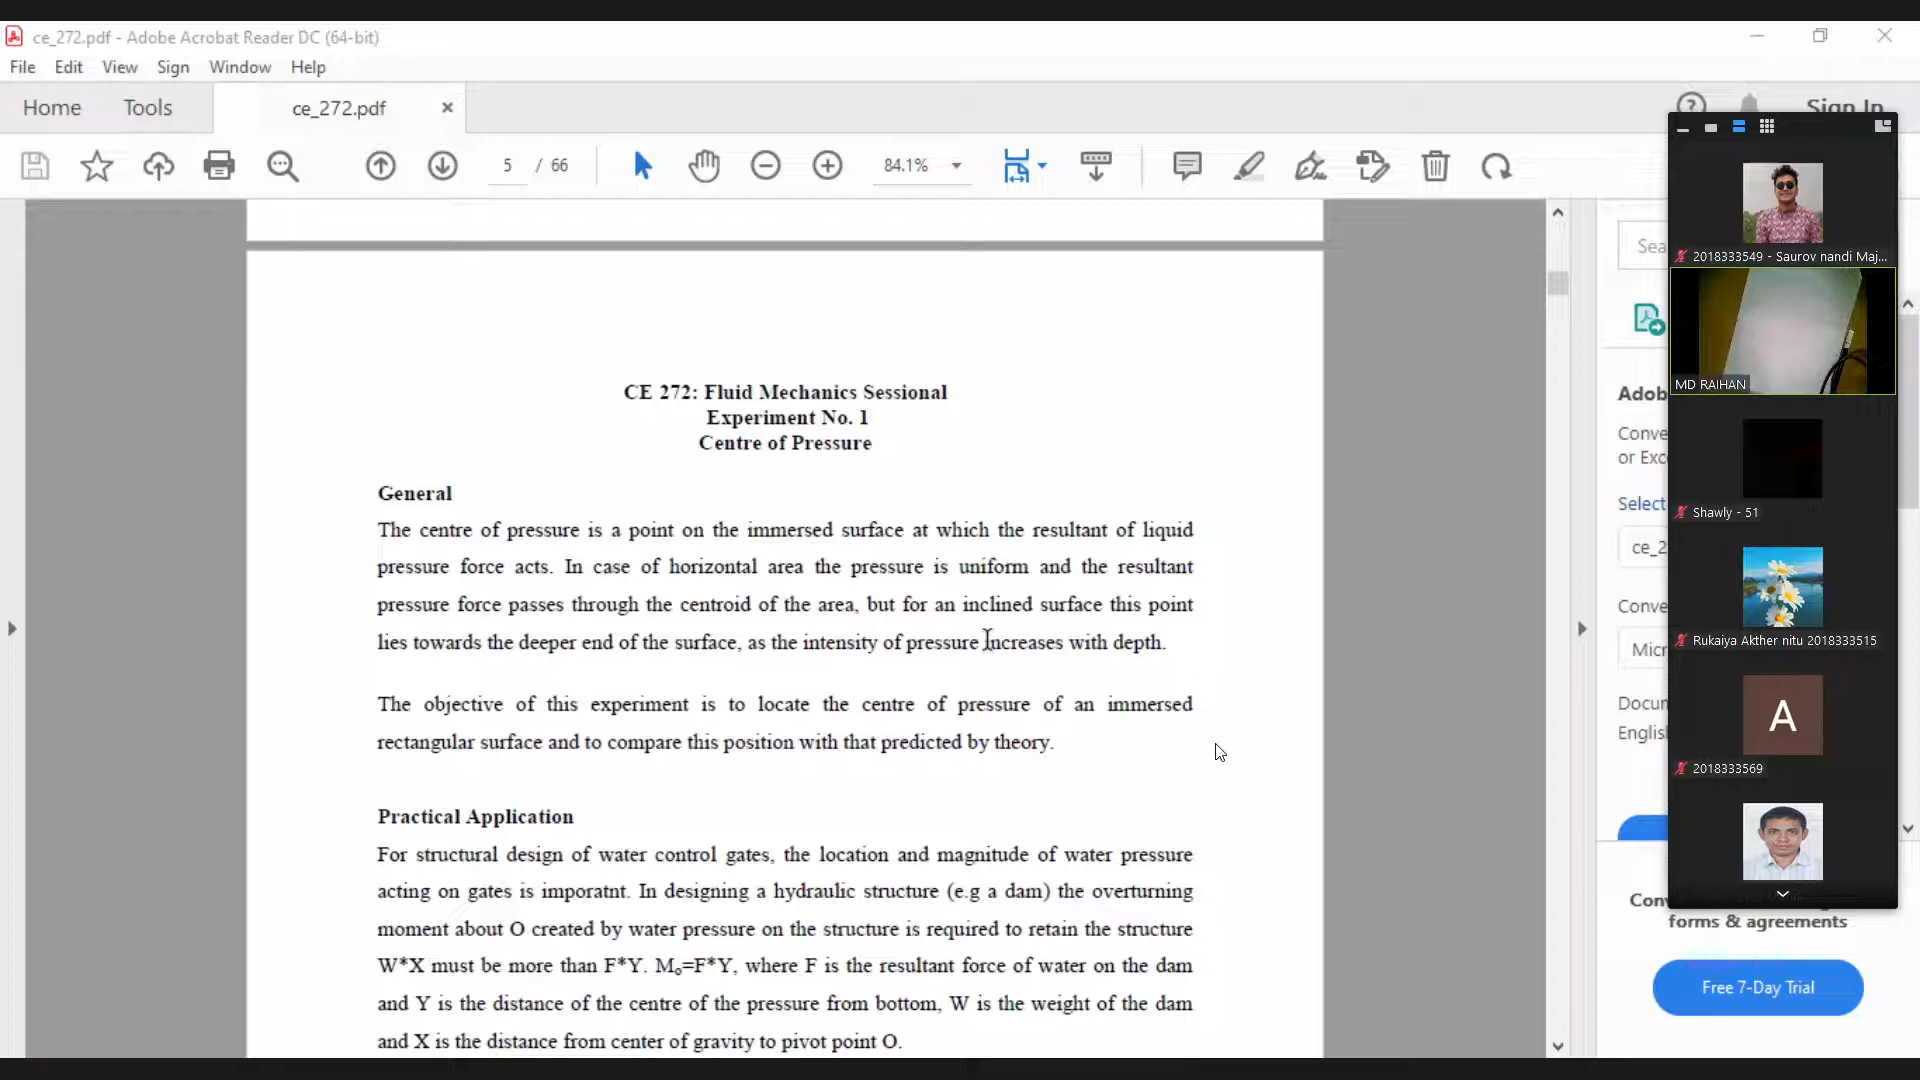 ce_272.pdf - Adobe Acrobat Reader DC (64-bit)
File Edit View Sign Window Help
Home Tools ce_272.pdf
Sign In
5 / 66
84.1%
CE 272: Fluid Mechanics Sessional
Experiment No. 1
Centre of Pressure
General
The centre of pressure is a point on the immersed surface at which the resultant of liquid
pressure force acts. In case of horizontal area the pressure is uniform and the resultant
pressure force passes through the centroid of the area, but for an inclined surface this point
lies towards the deeper end of the surface, as the intensity of pressure increases with depth.
The objective of this experiment is to locate the centre of pressure of an immersed
rectangular surface and to compare this position with that predicted by theory.
Practical Application
For structural design of water control gates, the location and magnitude of water pressure
acting on gates is imporatnt. In designing a hydraulic structure (e.g a dam) the overturning
moment about O created by water pressure on the structure is required to retain the structure
W*X must be more than F*Y. Mₒ=F*Y, where F is the resultant force of water on the dam
and Y is the distance of the centre of the pressure from bottom, W is the weight of the dam
and X is the distance from center of gravity to pivot point O.
Sea
Adob
Conve
or Exc
Select
ce_2
Conve
Micr
Docum
English
Conv
forms & agreements
Free 7-Day Trial
2018333549 - Saurov nandi Maj...
MD RAIHAN
Shawly - 51
Rukaiya Akther nitu 2018333515
A
2018333569